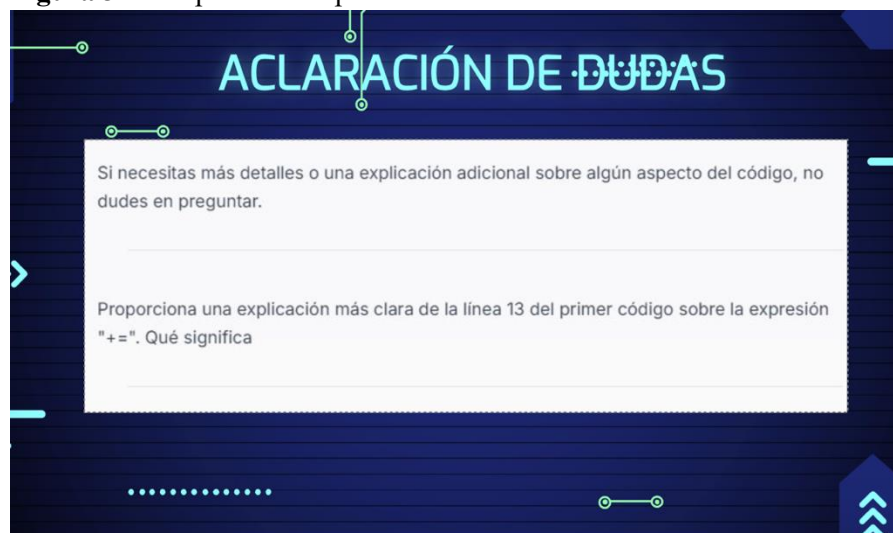 ACLARACIÓN DE DUDAS
Si necesitas más detalles o una explicación adicional sobre algún aspecto del código, no
dudes en preguntar.
Proporciona una explicación más clara de la línea 13 del primer código sobre la expresión
"+=". Qué significa